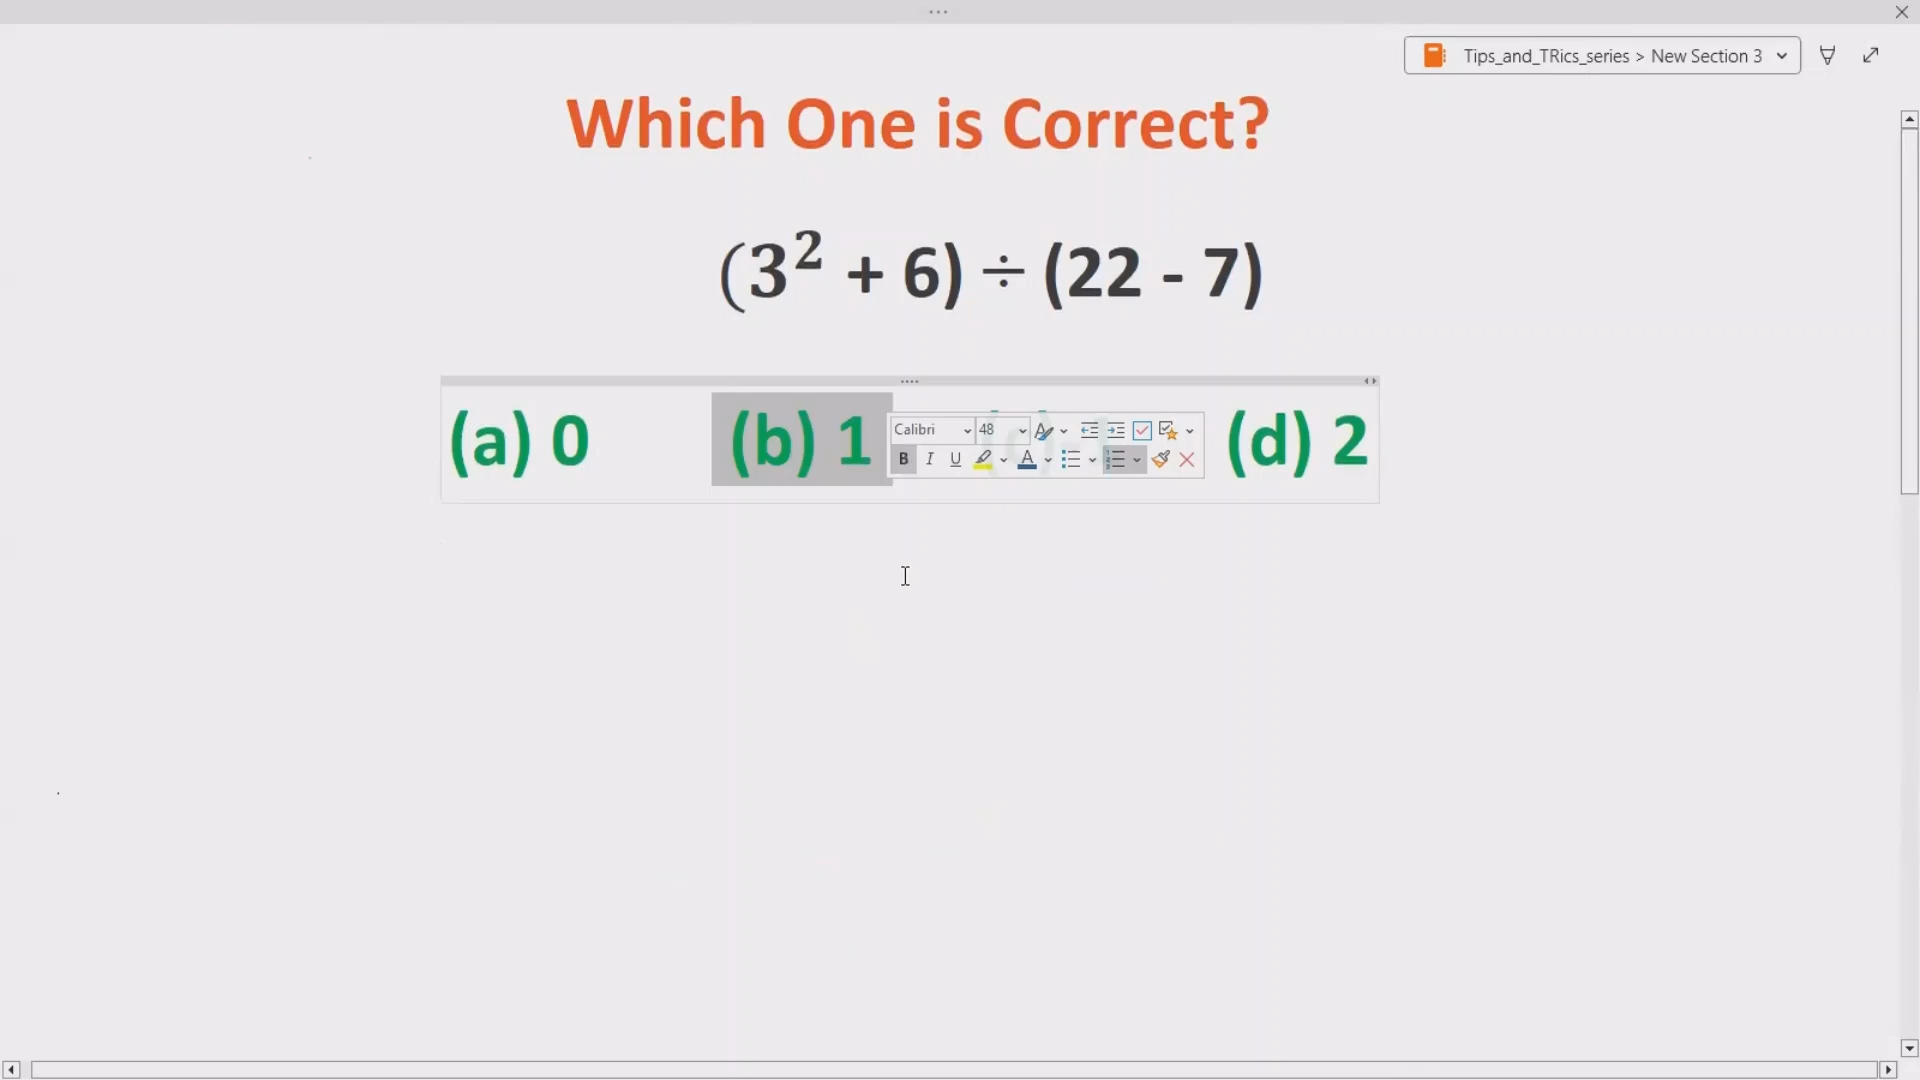 Tips_and_TRics_series > New Section 3
Which One is Correct?
(3² + 6) ÷ (22 - 7)
(a) 0 (b) 1 (d) 2
Calibri 48
B I U A